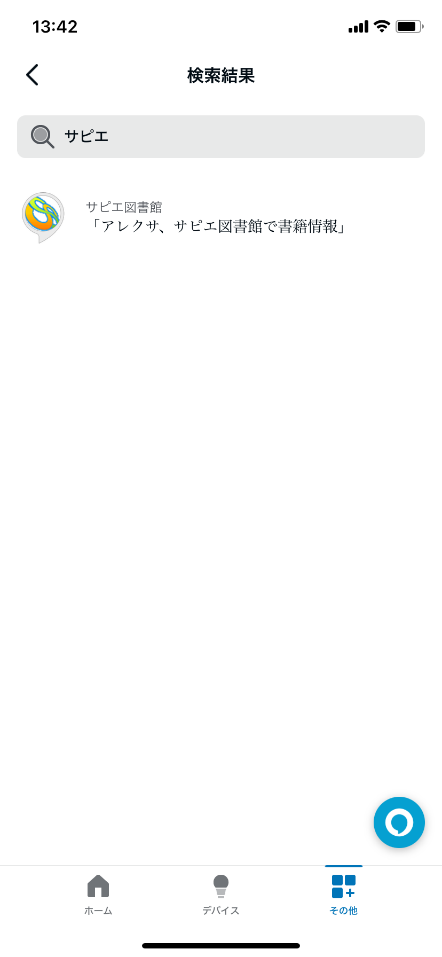 13:42
検索結果
サピエ
サピエ図書館
「アレクサ、サピエ図書館で書籍情報」
ホーム
デバイス
その他